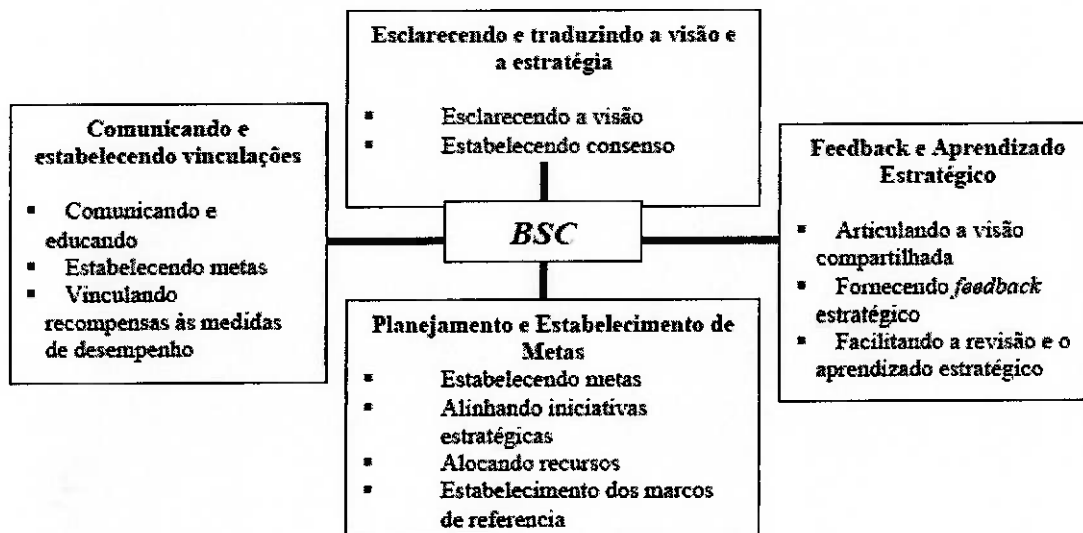 Esclarecendo e traduzindo a visão e
a estratégia
▪ Esclarecendo a visão
▪ Estabelecendo consenso
Comunicando e
estabelecendo vinculações
▪ Comunicando e
educando
▪ Estabelecendo metas
▪ Vinculando
recompensas às medidas
de desempenho
BSC
Feedback e Aprendizado
Estratégico
▪ Articulando a visão
compartilhada
▪ Fornecendo feedback
estratégico
▪ Facilitando a revisão e o
aprendizado estratégico
Planejamento e Estabelecimento de
Metas
▪ Estabelecendo metas
▪ Alinhando iniciativas
estratégicas
▪ Alocando recursos
▪ Estabelecimento dos marcos
de referencia